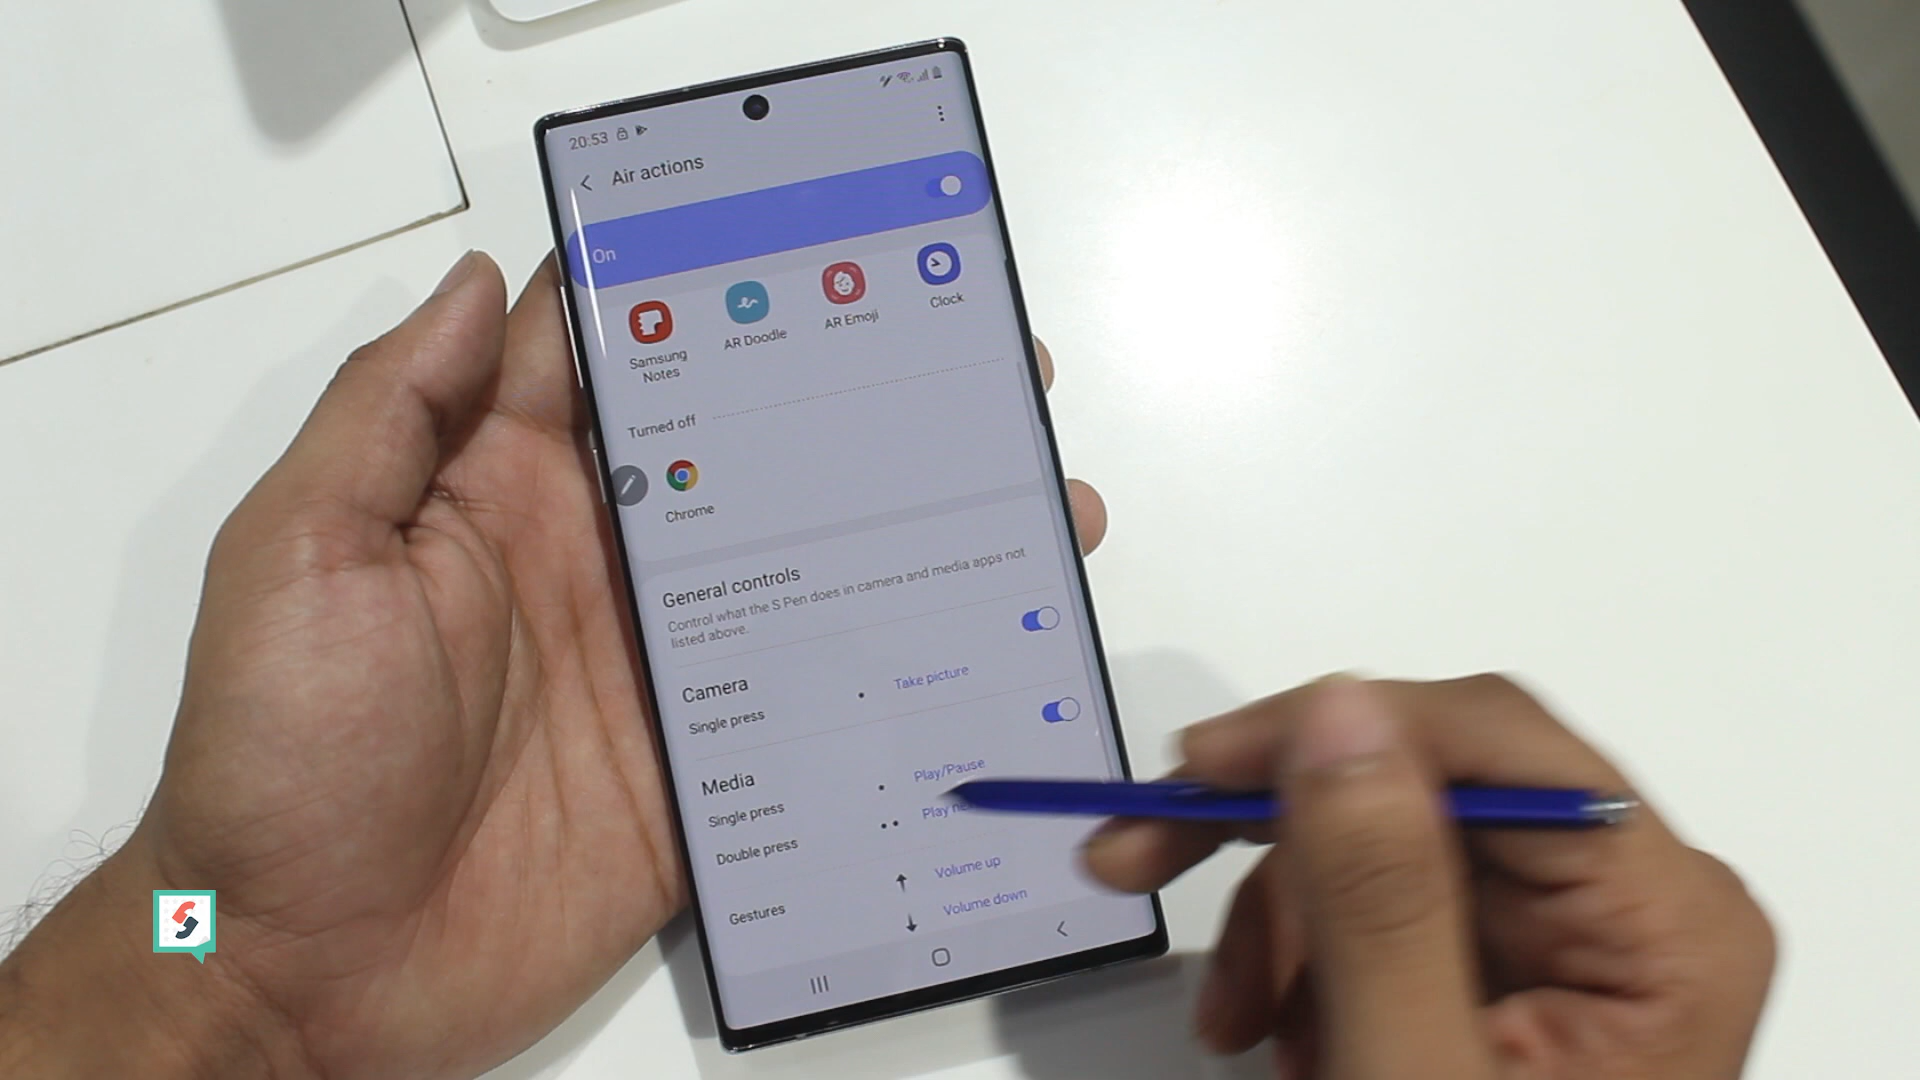 20:53
Air actions
On
Samsung
Notes
AR Doodle
AR Emoji
Clock
Turned off
Chrome
General controls
Control what the S Pen does in camera and media apps not
listed above.
Camera
Single press
Take picture
Media
Single press
Play/Pause
Double press
Play
Gestures
Volume up
Volume down